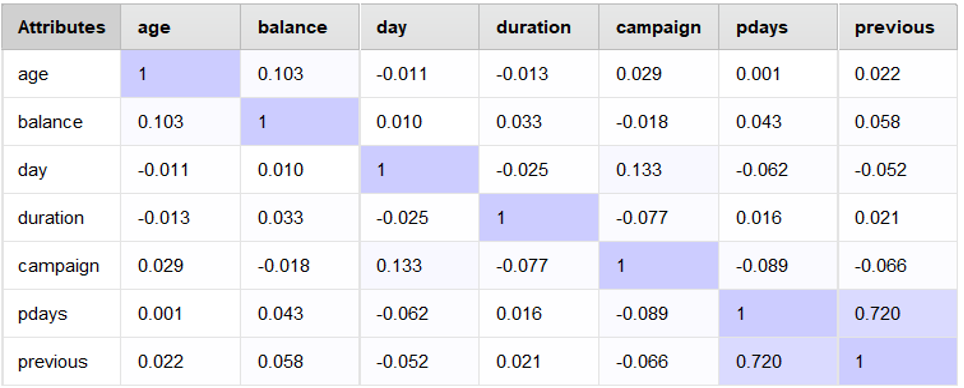 Attributes age balance day duration campaign pdays previous
age 1 0.103 -0.011 -0.013 0.029 0.001 0.022
balance 0.103 1 0.010 0.033 -0.018 0.043 0.058
day -0.011 0.010 1 -0.025 0.133 -0.062 -0.052
duration -0.013 0.033 -0.025 1 -0.077 0.016 0.021
campaign 0.029 -0.018 0.133 -0.077 1 -0.089 -0.066
pdays 0.001 0.043 -0.062 0.016 -0.089 1 0.720
previous 0.022 0.058 -0.052 0.021 -0.066 0.720 1